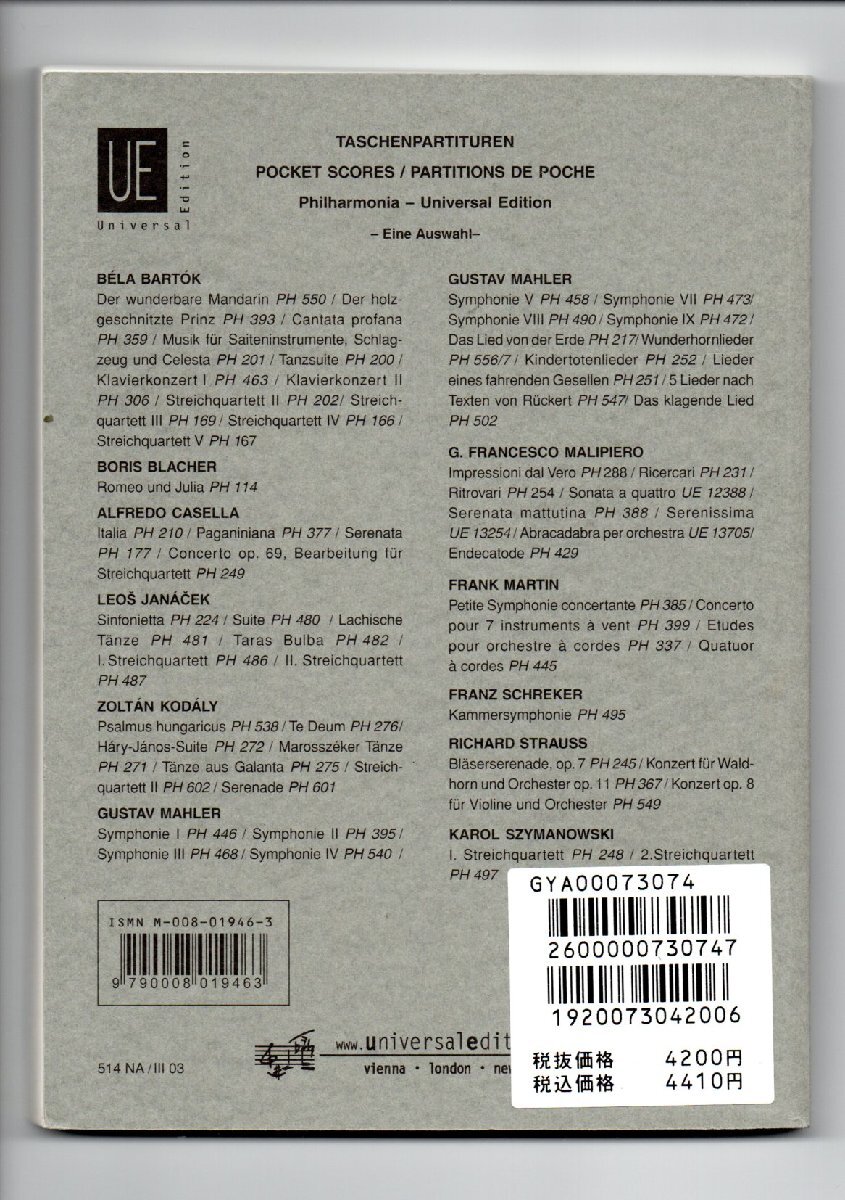 UE
Universal
Edition
TASCHENPARTITUREN
POCKET SCORES / PARTITIONS DE POCHE
Philharmonia – Universal Edition
– Eine Auswahl–
BÉLA BARTÓK
Der wunderbare Mandarin PH 550 / Der holz-
geschnitzte Prinz PH 393 / Cantata profana
PH 359 / Musik für Saiteninstrumente, Schlag-
zeug und Celesta PH 201 / Tanzsuite PH 200 /
Klavierkonzert I PH 463 / Klavierkonzert II
PH 306 / Streichquartett II PH 202/ Streich-
quartett III PH 169/ Streichquartett IV PH 166 /
Streichquartett V PH 167
BORIS BLACHER
Romeo und Julia PH 114
ALFREDO CASELLA
Italia PH 210 / Paganiniana PH 377 / Serenata
PH 177 / Concerto op. 69, Bearbeitung für
Streichquartett PH 249
LEOŠ JANÁČEK
Sinfonietta PH 224 / Suite PH 480 / Lachische
Tänze PH 481 / Taras Bulba PH 482 /
I. Streichquartett PH 486 / II. Streichquartett
PH 487
ZOLTÁN KODÁLY
Psalmus hungaricus PH 538 / Te Deum PH 276/
Háry-János-Suite PH 272 / Marosszéker Tänze
PH 271 / Tänze aus Galanta PH 275 / Streich-
quartett II PH 602 / Serenade PH 601
GUSTAV MAHLER
Symphonie I PH 446 / Symphonie II PH 395/
Symphonie III PH 468/ Symphonie IV PH 540 /
GUSTAV MAHLER
Symphonie V PH 458 / Symphonie VII PH 473/
Symphonie VIII PH 490 / Symphonie IX PH 472 /
Das Lied von der Erde PH 217/ Wunderhornlieder
PH 556/7 / Kindertotenlieder PH 252 / Lieder
eines fahrenden Gesellen PH 251 / 5 Lieder nach
Texten von Rückert PH 547/ Das klagende Lied
PH 502
G. FRANCESCO MALIPIERO
Impressioni dal Vero PH 288 / Ricercari PH 231 /
Ritrovari PH 254 / Sonata a quattro UE 12388 /
Serenata mattutina PH 388 / Serenissima
UE 13254 / Abracadabra per orchestra UE 13705/
Endecatode PH 429
FRANK MARTIN
Petite Symphonie concertante PH 385 / Concerto
pour 7 instruments à vent PH 399 / Etudes
pour orchestre à cordes PH 337 / Quatuor
à cordes PH 445
FRANZ SCHREKER
Kammersymphonie PH 495
RICHARD STRAUSS
Bläserserenade, op. 7 PH 245 / Konzert für Wald-
horn und Orchester op. 11 PH 367 / Konzert op. 8
für Violine und Orchester PH 549
KAROL SZYMANOWSKI
I. Streichquartett PH 248 / 2.Streichquartett
PH 497
ISMN M-008-01946-3
9 790008 019463
514 NA / III 03
www.universaledit
vienna · london · nev
GYA00073074
2600000730747
1920073042006
税抜価格 4200円
税込価格 4410円